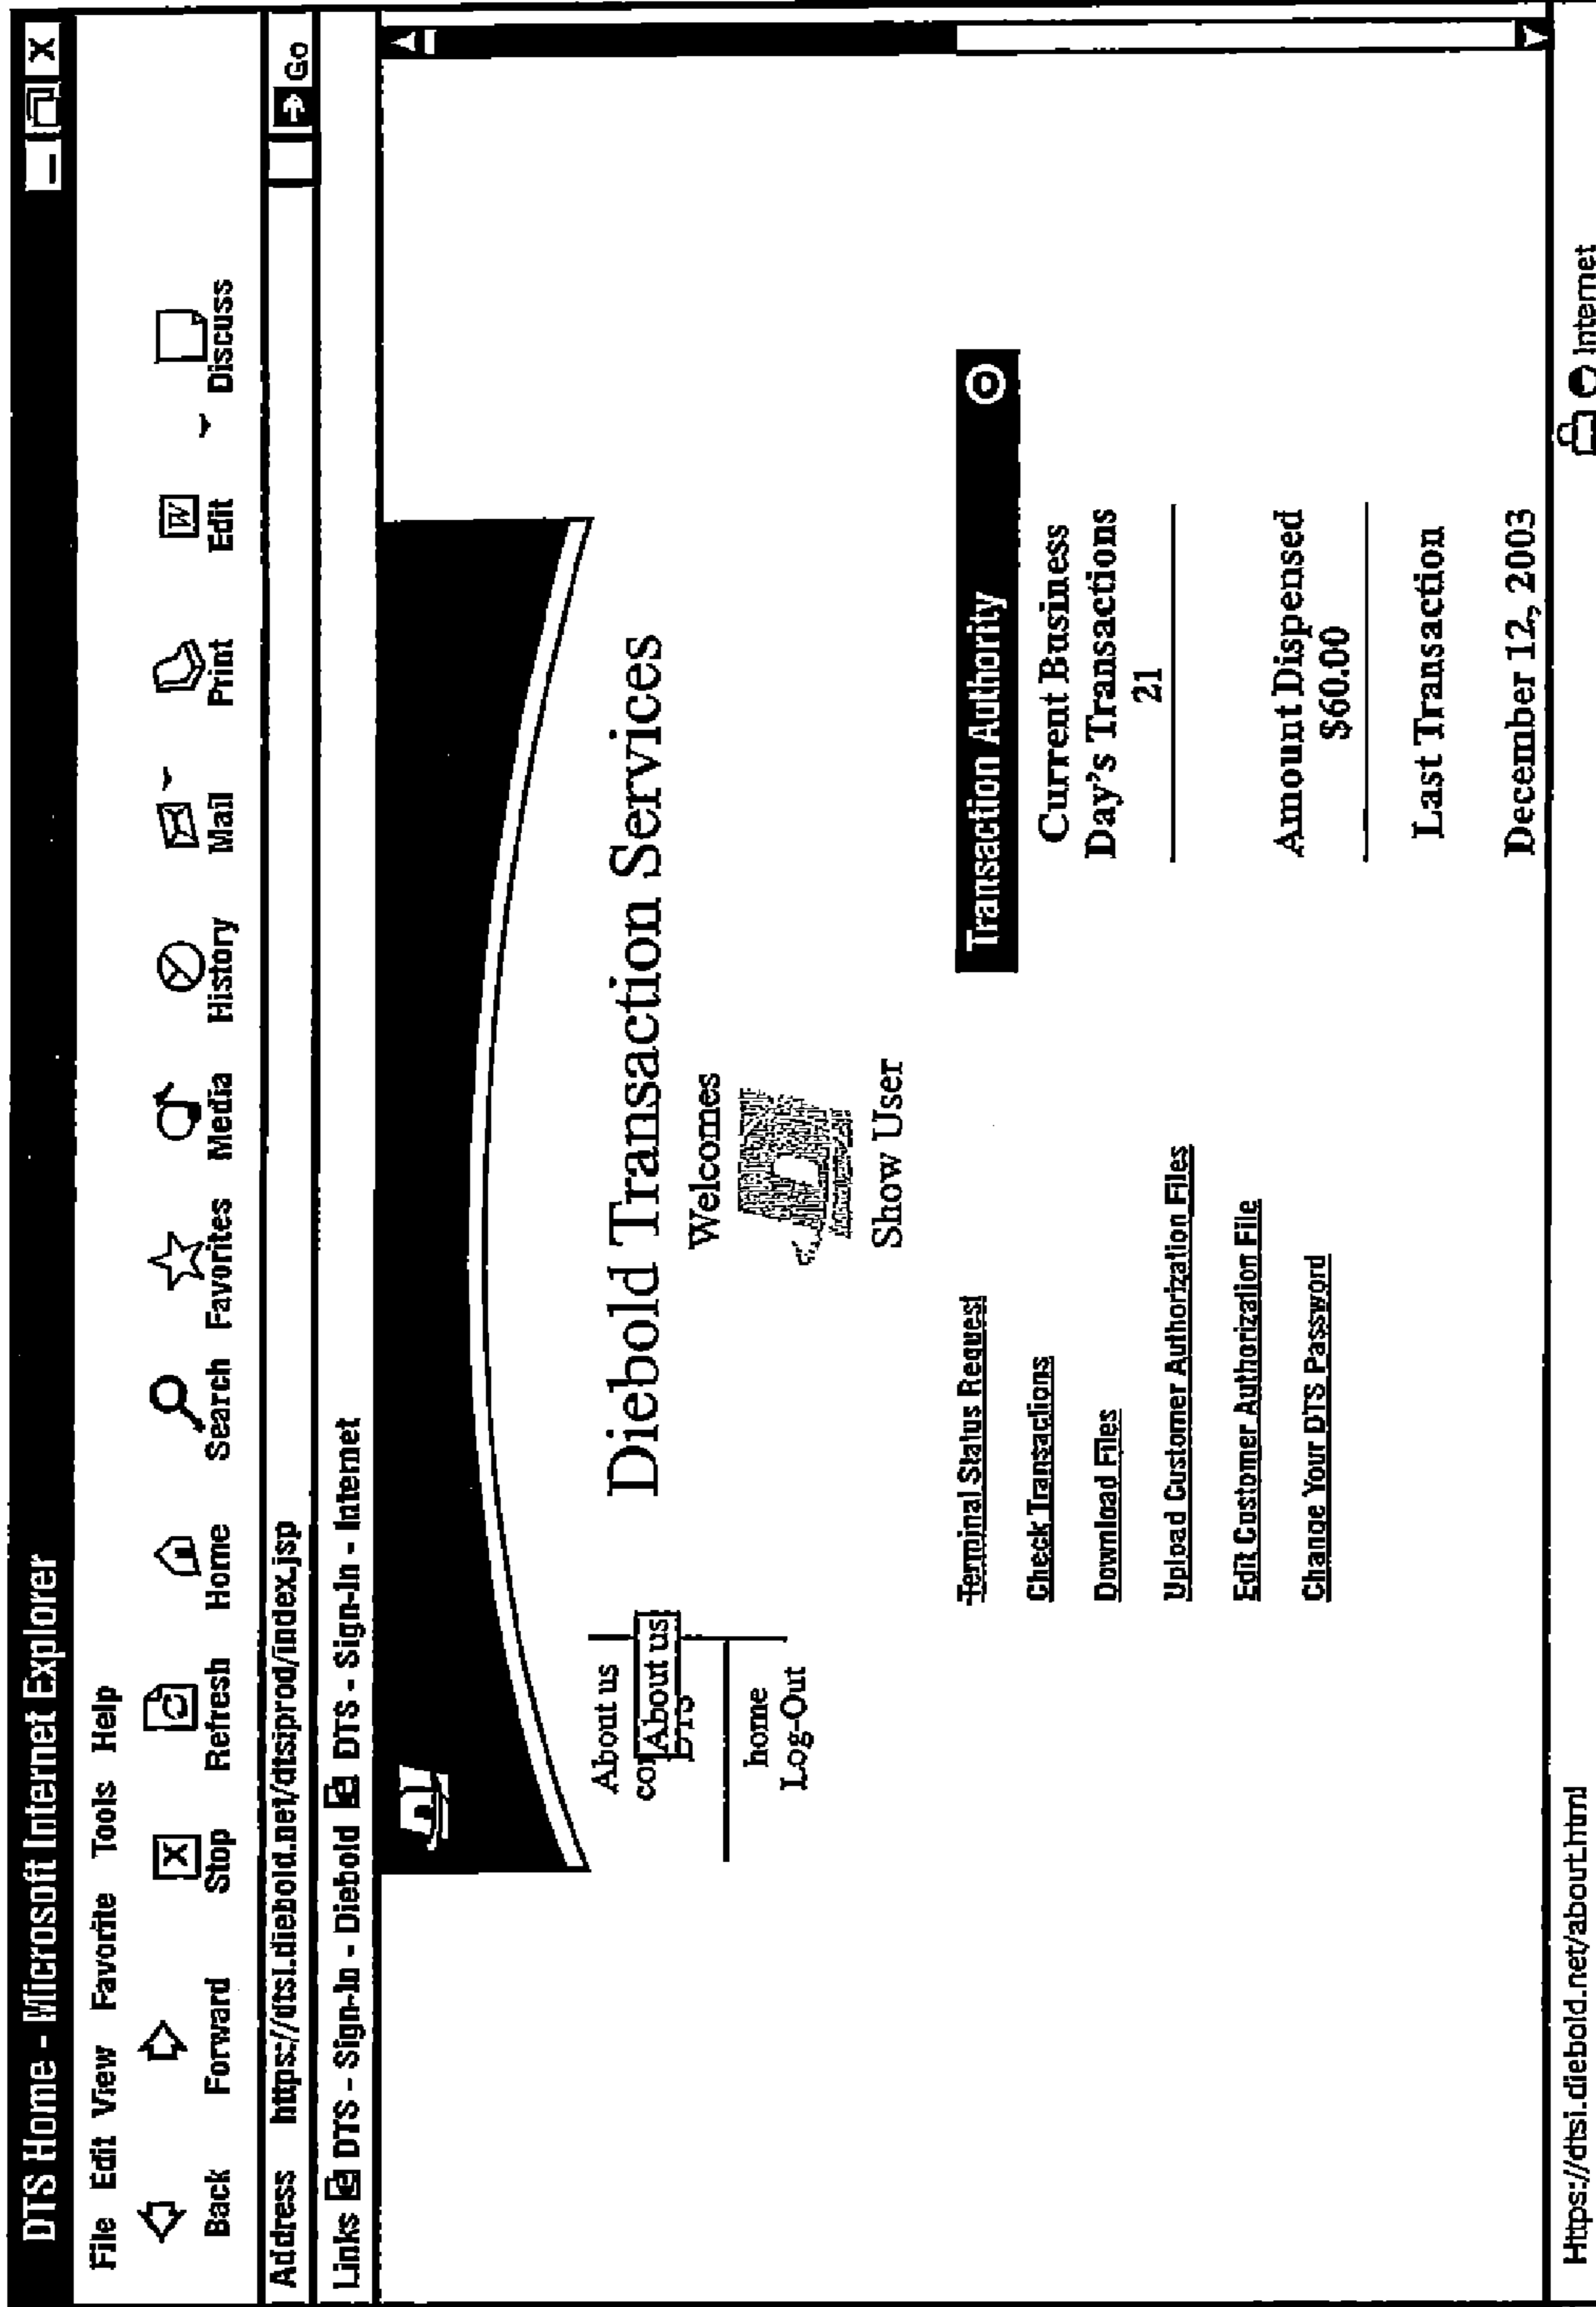 DTS Home - Microsoft Internet Explorer
File Edit View Favorite Tools Help
Back Forward Stop Refresh Home Search Favorites Media History Mail Print Edit Discuss
Address https://dtsi.diebold.net/dtsiprod/index.jsp Go
Links DTS - Sign-In - Diebold DTS - Sign-In - Internet
Diebold Transaction Services
Welcomes
Show User
About us
About us
DTS
home
Log-Out
Terminal Status Request
Check Transactions
Download Files
Upload Customer Authorization Files
Edit Customer Authorization File
Change Your DTS Password
Transaction Authority
Current Business
Day's Transactions
21
Amount Dispensed
$60.00
Last Transaction
December 12, 2003
Https://dtsi.diebold.net/about.html Internet